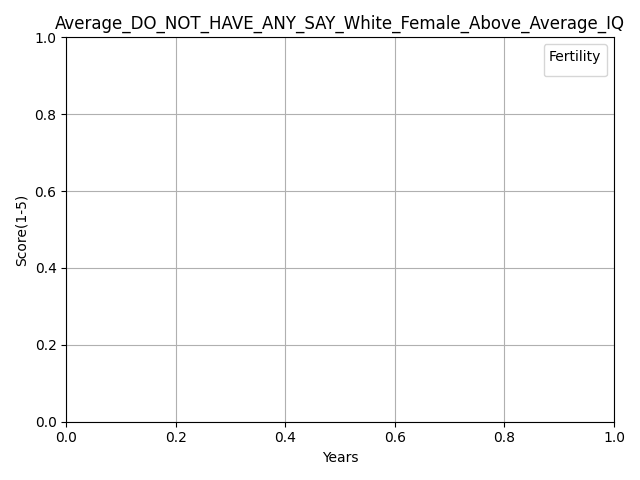 Average_DO_NOT_HAVE_ANY_SAY_White_Female_Above_Average_IQ
Fertility
Score(1-5)
1.0
0.8
0.6
0.4
0.2
0.0
0.0 0.2 0.4 0.6 0.8 1.0
Years